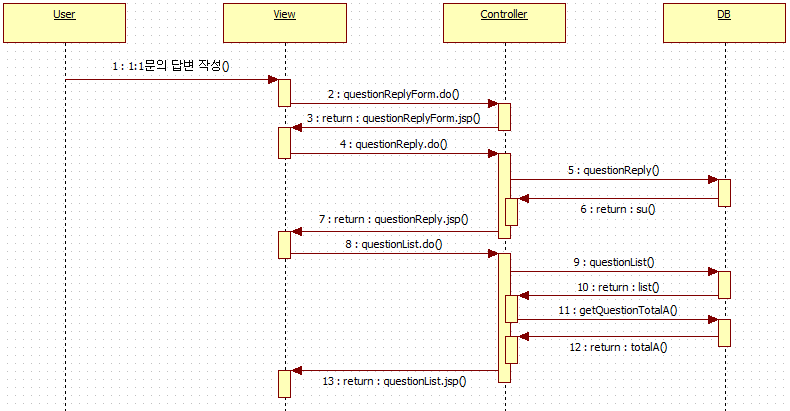 User
View
Controller
DB
1 : 1:1문의 답변 작성()
2 : questionReplyForm.do()
3 : return : questionReplyForm.jsp()
4 : questionReply.do()
5 : questionReply()
6 : return : su()
7 : return : questionReply.jsp()
8 : questionList.do()
9 : questionList()
10 : return : list()
11 : getQuestionTotalA()
12 : return : totalA()
13 : return : questionList.jsp()